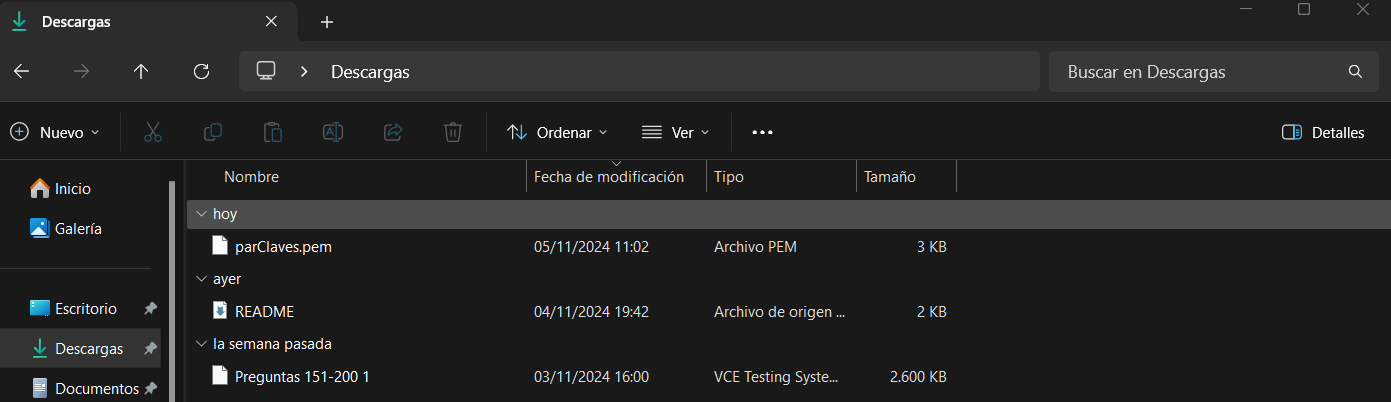 Descargas
Descargas
Buscar en Descargas
Nuevo
Ordenar
Ver
Detalles
Nombre Fecha de modificación Tipo Tamaño
Inicio
hoy
Galería
parClaves.pem 05/11/2024 11:02 Archivo PEM 3 KB
ayer
Escritorio
README 04/11/2024 19:42 Archivo de origen ... 2 KB
Descargas
la semana pasada
Documentos
Preguntas 151-200 1 03/11/2024 16:00 VCE Testing Syste... 2.600 KB